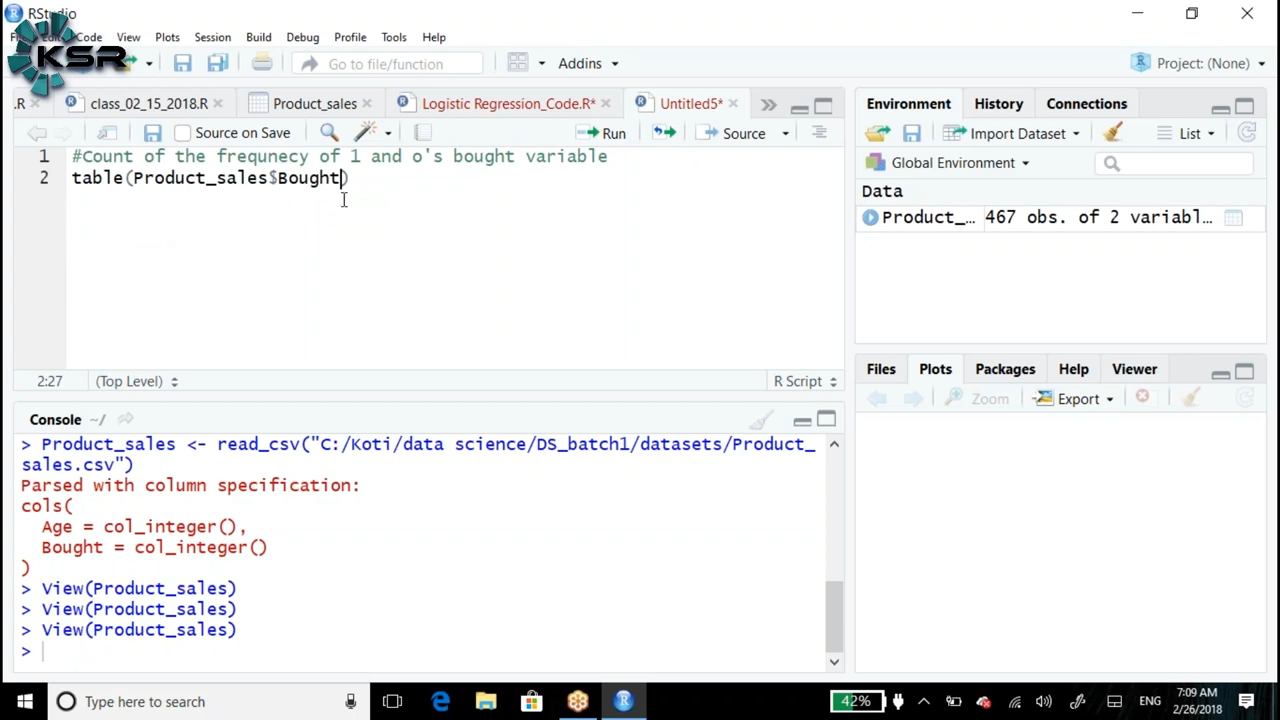 RStudio
Code View Plots Session Build Debug Profile Tools Help
KSR
Go to file/function
Addins
Project: (None)
.R
class_02_15_2018.R
Product_sales
Logistic Regression_Code.R*
Untitled5*
Source on Save
Run
Source
1 #Count of the frequnecy of 1 and o's bought variable
2 table(Product_sales$Bought)
2:27
(Top Level)
R Script
Console ~/
> Product_sales <- read_csv("C:/Koti/data science/DS_batch1/datasets/Product_
sales.csv")
Parsed with column specification:
cols(
Age = col_integer(),
Bought = col_integer()
)
> View(Product_sales)
> View(Product_sales)
> View(Product_sales)
>
Environment History Connections
Import Dataset
List
Global Environment
Data
Product_… 467 obs. of 2 variabl…
Files Plots Packages Help Viewer
Zoom
Export
Type here to search
42%
ENG
7:09 AM
2/26/2018